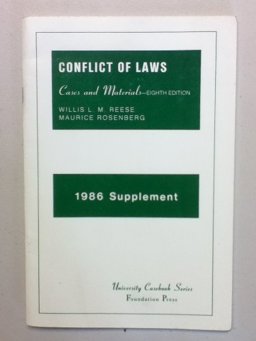 CONFLICT OF LAWS
Cases and Materials—EIGHTH EDITION
WILLIS L. M. REESE
MAURICE ROSENBERG
1986 Supplement
University Casebook Series
Foundation Press